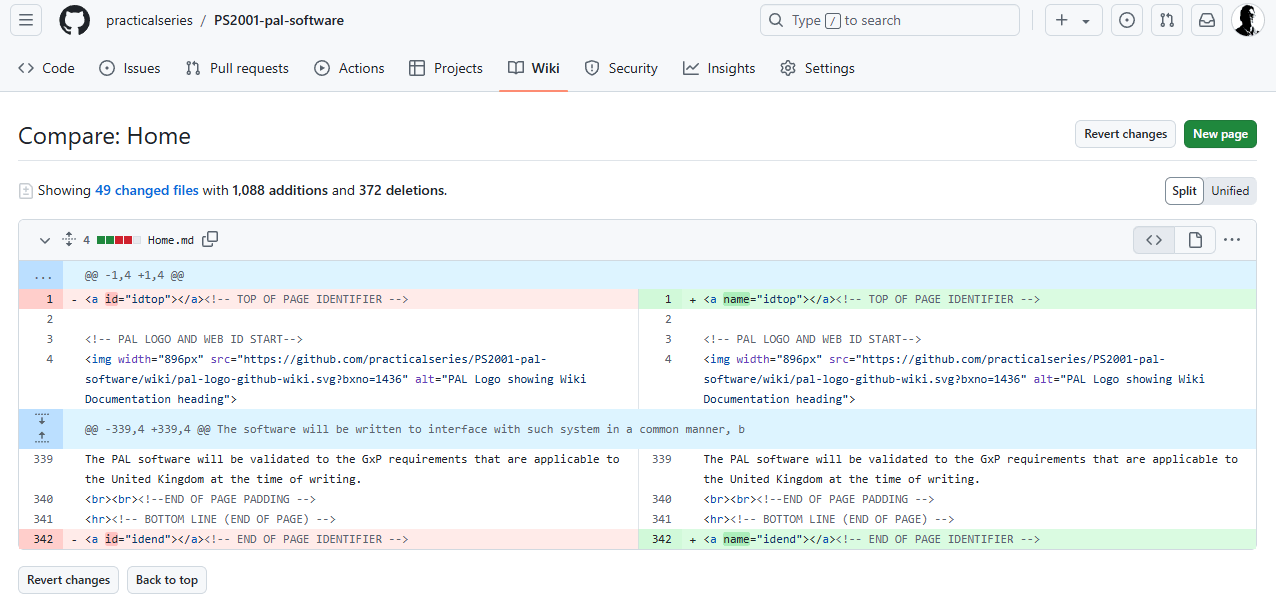 practicalseries / PS2001-pal-software
Type / to search
Code Issues Pull requests Actions Projects Wiki Security Insights Settings
Compare: Home
Revert changes New page
Showing 49 changed files with 1,088 additions and 372 deletions.
Split Unified
4 Home.md
... @@ -1,4 +1,4 @@
1 - <a id="idtop"></a><!-- TOP OF PAGE IDENTIFIER --> 1 + <a name="idtop"></a><!-- TOP OF PAGE IDENTIFIER -->
2 2
3 <!-- PAL LOGO AND WEB ID START--> 3 <!-- PAL LOGO AND WEB ID START-->
4 <img width="896px" src="https://github.com/practicalseries/PS2001-pal- 4 <img width="896px" src="https://github.com/practicalseries/PS2001-pal-
software/wiki/pal-logo-github-wiki.svg?bxno=1436" alt="PAL Logo showing Wiki software/wiki/pal-logo-github-wiki.svg?bxno=1436" alt="PAL Logo showing Wiki
Documentation heading"> Documentation heading">
@@ -339,4 +339,4 @@ The software will be written to interface with such system in a common manner, b
339 The PAL software will be validated to the GxP requirements that are applicable to 339 The PAL software will be validated to the GxP requirements that are applicable to
the United Kingdom at the time of writing. the United Kingdom at the time of writing.
340 <br><br><!--END OF PAGE PADDING --> 340 <br><br><!--END OF PAGE PADDING -->
341 <hr><!-- BOTTOM LINE (END OF PAGE) --> 341 <hr><!-- BOTTOM LINE (END OF PAGE) -->
342 - <a id="idend"></a><!-- END OF PAGE IDENTIFIER --> 342 + <a name="idend"></a><!-- END OF PAGE IDENTIFIER -->
Revert changes Back to top